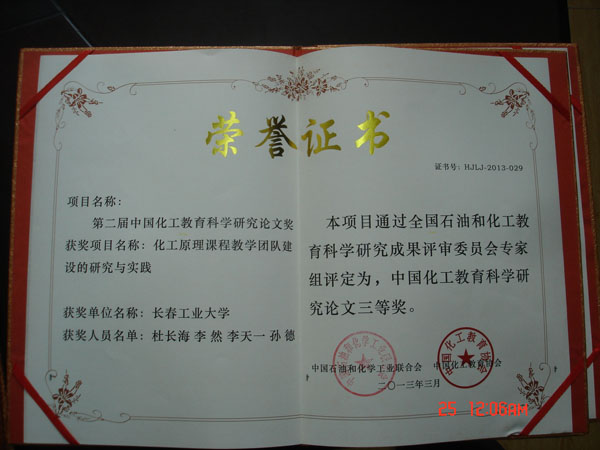 荣誉证书
证书号：HJLJ-2013-029
项目名称：
第二届中国化工教育科学研究论文奖
获奖项目名称：化工原理课程教学团队建
设的研究与实践
获奖单位名称：长春工业大学
获奖人员名单：杜长海 李然 李天一 孙德
本项目通过全国石油和化工教
育科学研究成果评审委员会专家
组评定为，中国化工教育科学研
究论文三等奖。
中国石油和化学工业联合会 中国化工教育协会
二〇一三年三月
中国化工教育协会
25 12:06AM